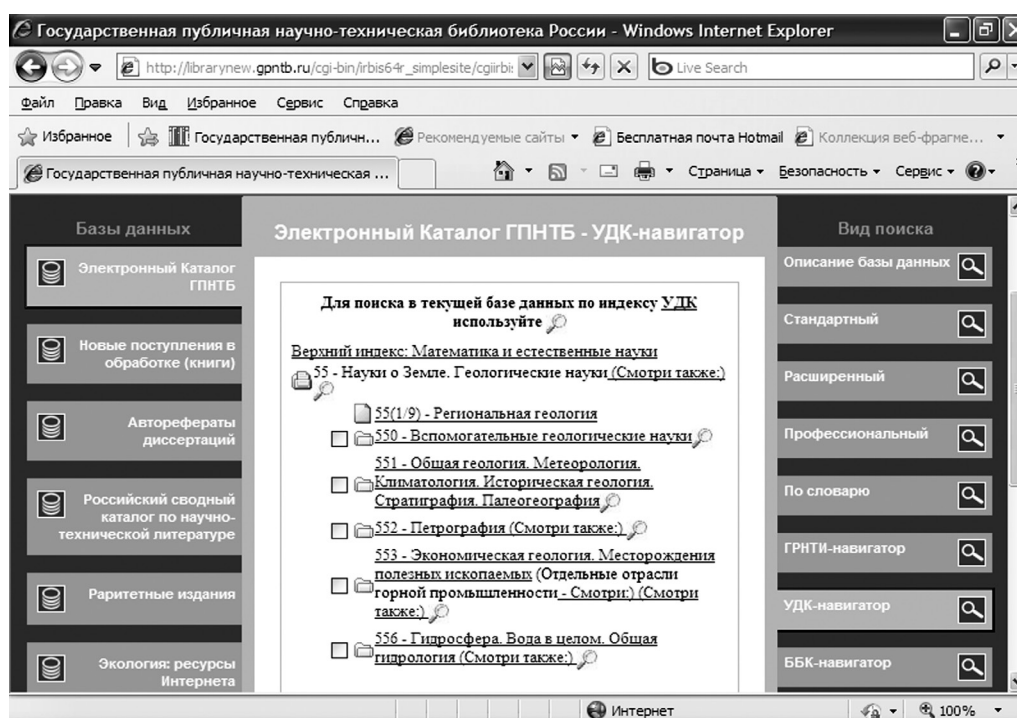 Государственная публичная научно-техническая библиотека России - Windows Internet Explorer
http://librarynew.gpntb.ru/cgi-bin/irbis64r_simplesite/cgiirbi:
Live Search
Файл Правка Вид Избранное Сервис Справка
Избранное Государственная публичн... Рекомендуемые сайты Бесплатная почта Hotmail Коллекция веб-фрагме...
Государственная публичная научно-техническая ... Страница Безопасность Сервис
Базы данных
Электронный Каталог
ГПНТБ
Новые поступления в
обработке (книги)
Авторефераты
диссертаций
Российский сводный
каталог по научно-
технической литературе
Раритетные издания
Экология: ресурсы
Интернета
Электронный Каталог ГПНТБ - УДК-навигатор
Для поиска в текущей базе данных по индексу УДК
используйте
Верхний индекс: Математика и естественные науки
55 - Науки о Земле. Геологические науки (Смотри также:)
55(1/9) - Региональная геология
550 - Вспомогательные геологические науки
551 - Общая геология. Метеорология.
Климатология. Историческая геология.
Стратиграфия. Палеогеография
552 - Петрография (Смотри также:)
553 - Экономическая геология. Месторождения
полезных ископаемых (Отдельные отрасли
горной промышленности - Смотри:) (Смотри
также:)
556 - Гидросфера. Вода в целом. Общая
гидрология (Смотри также:)
Вид поиска
Описание базы данных
Стандартный
Расширенный
Профессиональный
По словарю
ГРНТИ-навигатор
УДК-навигатор
ББК-навигатор
Интернет
100%